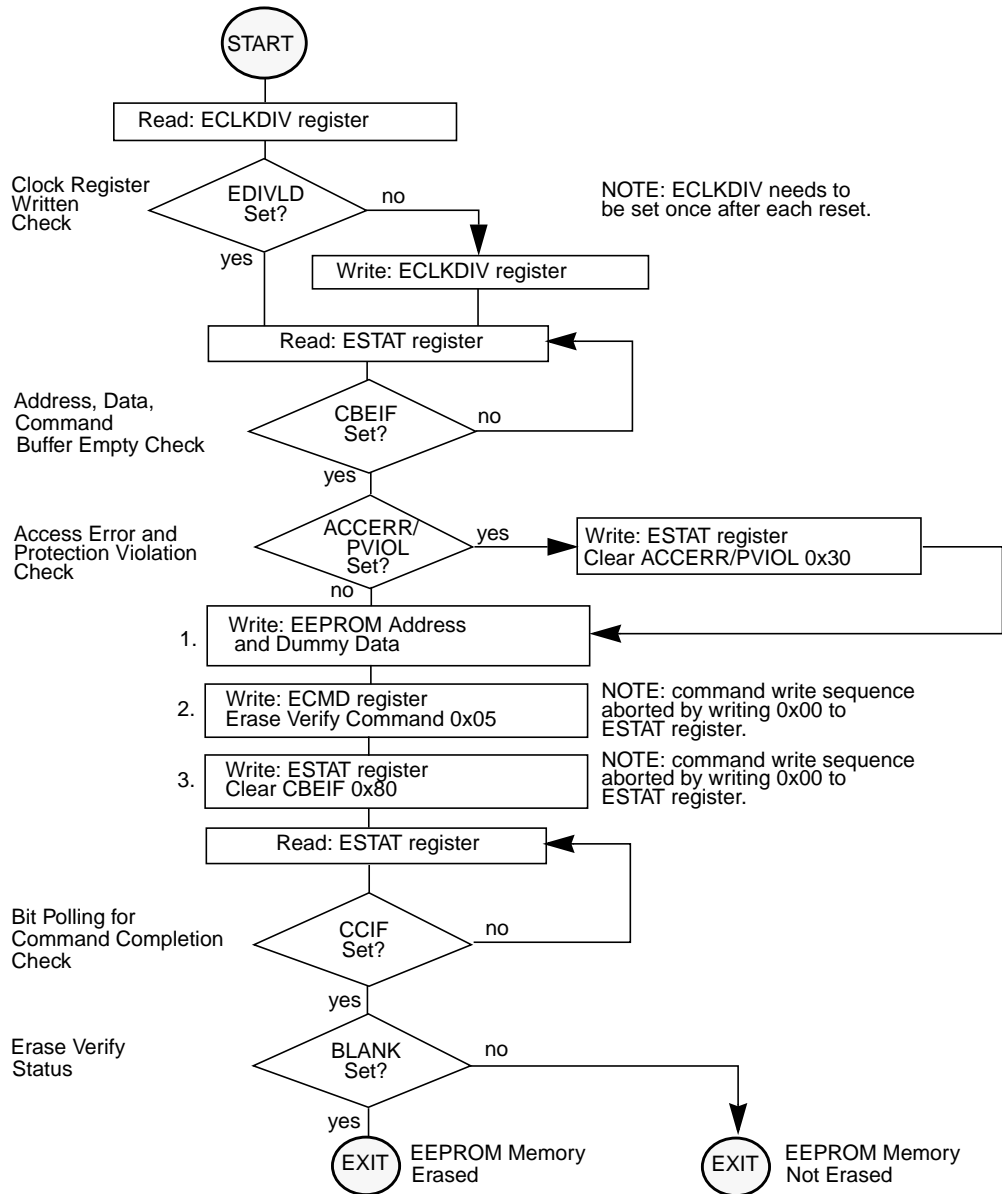 START
Read: ECLKDIV register
Clock Register
Written
Check
EDIVLD
Set?
no
NOTE: ECLKDIV needs to
be set once after each reset.
yes
Write: ECLKDIV register
Read: ESTAT register
Address, Data,
Command
Buffer Empty Check
CBEIF
Set?
no
yes
Access Error and
Protection Violation
Check
ACCERR/
PVIOL
Set?
yes
Write: ESTAT register
Clear ACCERR/PVIOL 0x30
no
1.
Write: EEPROM Address
and Dummy Data
2.
Write: ECMD register
Erase Verify Command 0x05
NOTE: command write sequence
aborted by writing 0x00 to
ESTAT register.
3.
Write: ESTAT register
Clear CBEIF 0x80
NOTE: command write sequence
aborted by writing 0x00 to
ESTAT register.
Read: ESTAT register
Bit Polling for
Command Completion
Check
CCIF
Set?
no
yes
Erase Verify
Status
BLANK
Set?
no
yes
EXIT
EEPROM Memory
Erased
EXIT
EEPROM Memory
Not Erased